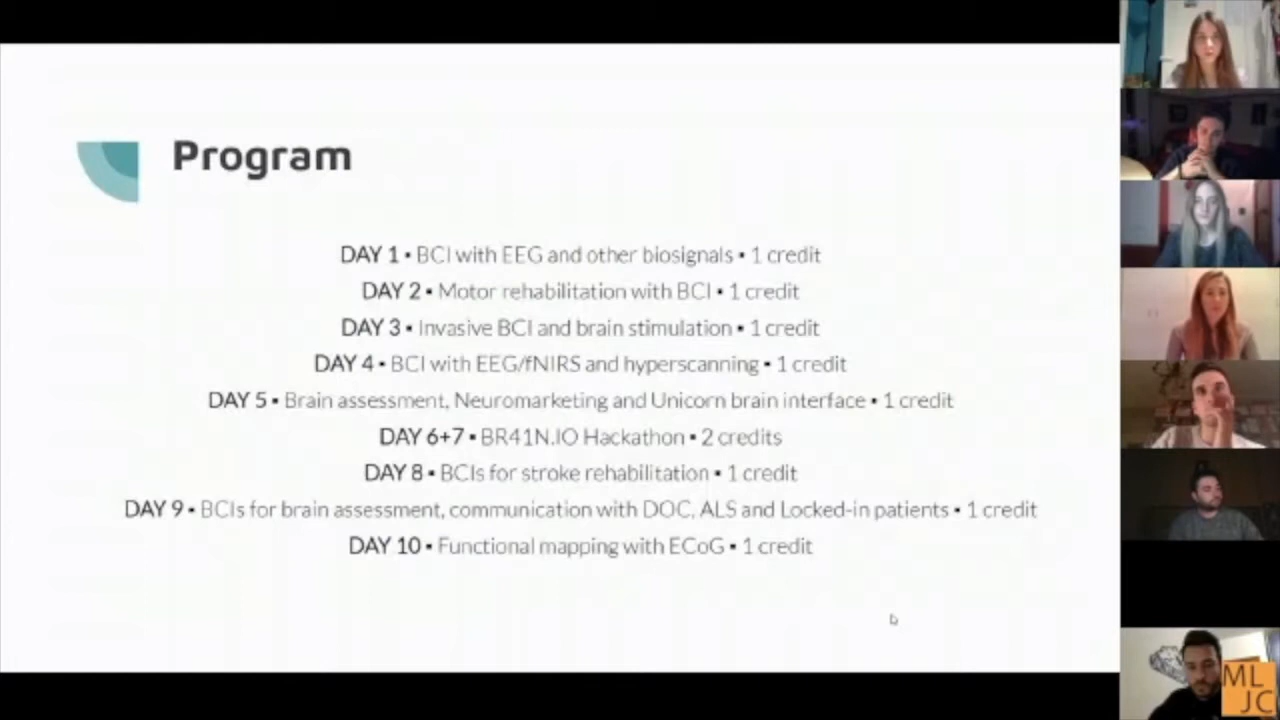 Program
DAY 1 ▪ BCI with EEG and other biosignals ▪ 1 credit
DAY 2 ▪ Motor rehabilitation with BCI ▪ 1 credit
DAY 3 ▪ Invasive BCI and brain stimulation ▪ 1 credit
DAY 4 ▪ BCI with EEG/fNIRS and hyperscanning ▪ 1 credit
DAY 5 ▪ Brain assessment, Neuromarketing and Unicorn brain interface ▪ 1 credit
DAY 6+7 ▪ BR41N.IO Hackathon ▪ 2 credits
DAY 8 ▪ BCIs for stroke rehabilitation ▪ 1 credit
DAY 9 ▪ BCIs for brain assessment, communication with DOC, ALS and Locked-in patients ▪ 1 credit
DAY 10 ▪ Functional mapping with ECoG ▪ 1 credit
ML
JC